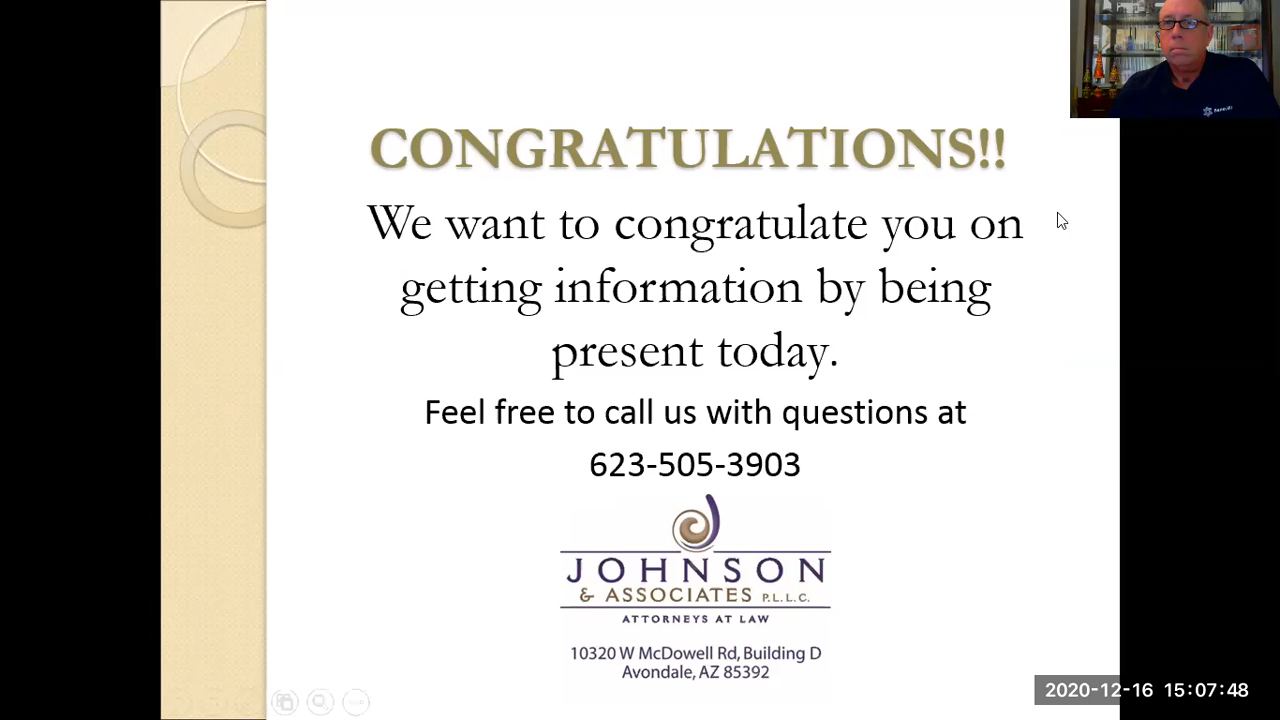 CONGRATULATIONS!!
We want to congratulate you on
getting information by being
present today.
Feel free to call us with questions at
623-505-3903
JOHNSON
& ASSOCIATES P.L.L.C.
ATTORNEYS AT LAW
10320 W McDowell Rd, Building D
Avondale, AZ 85392
2020-12-16 15:07:48